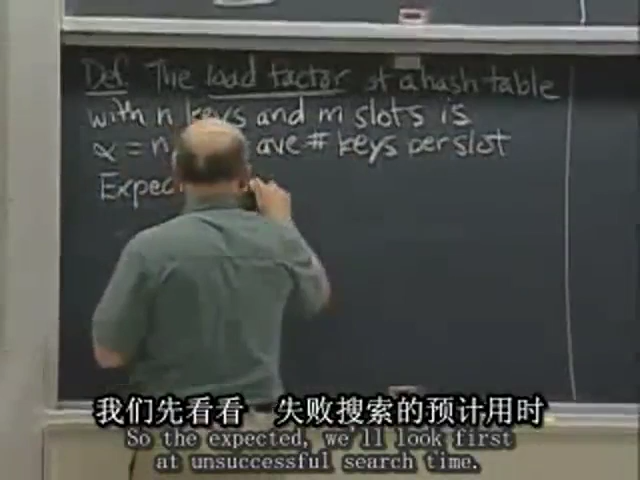 Def. The load factor of a hash table
with n keys and m slots is
α = n ave # keys per slot
Expec
我们先看看 失败搜索的预计用时
So the expected, we'll look first
at unsuccessful search time.